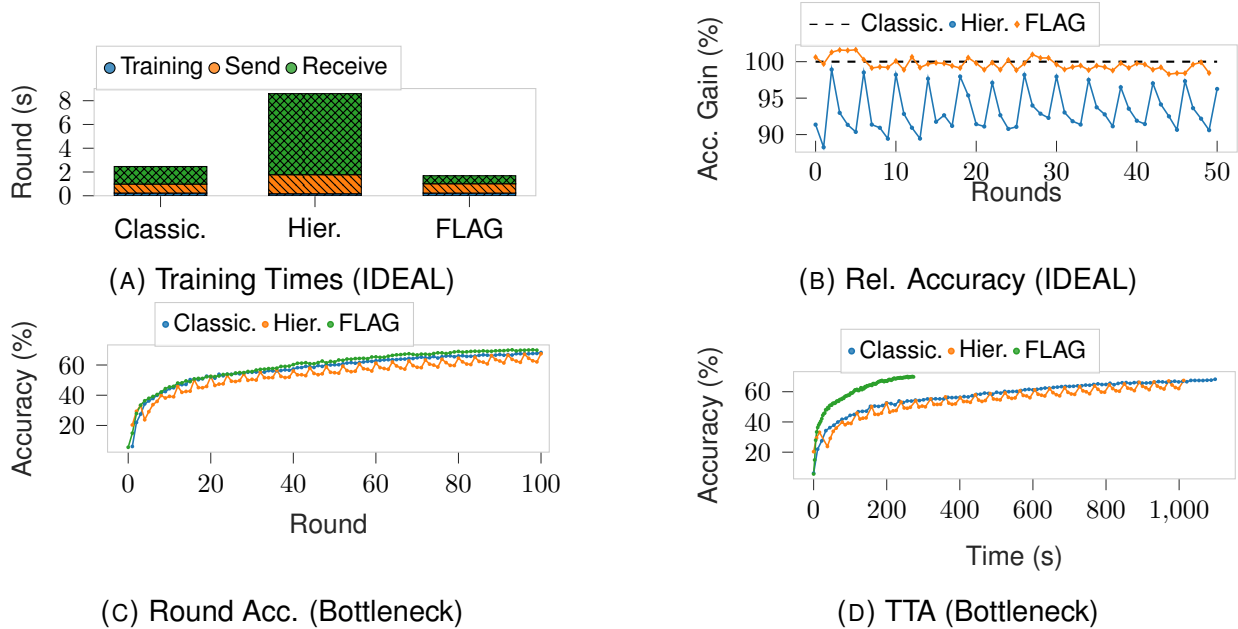 Training Send Receive
Round (s)
8
6
4
2
0
Classic. Hier. FLAG
(A) Training Times (IDEAL)
Classic. Hier. FLAG
Acc. Gain (%)
100
95
90
0 10 20 30 40 50
Rounds
(B) Rel. Accuracy (IDEAL)
Classic. Hier. FLAG
Accuracy (%)
60
40
20
0 20 40 60 80 100
Round
(C) Round Acc. (Bottleneck)
Classic. Hier. FLAG
Accuracy (%)
60
40
20
0 200 400 600 800 1,000
Time (s)
(D) TTA (Bottleneck)